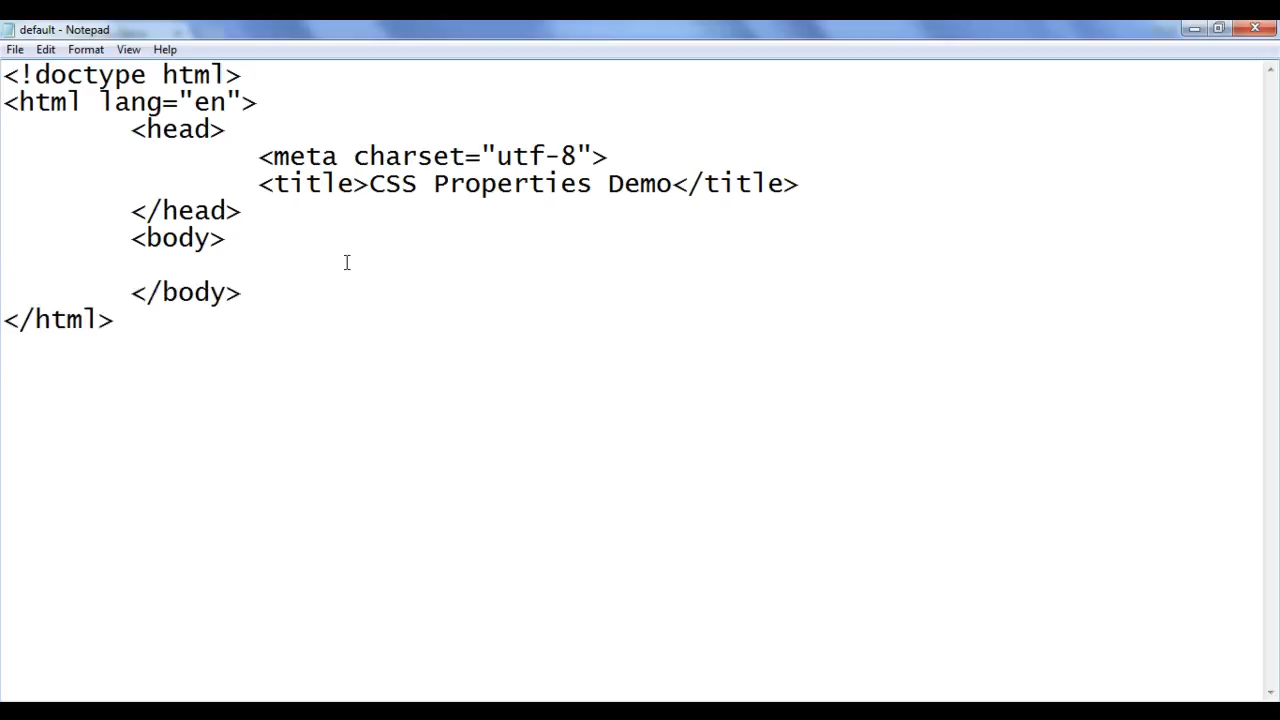 default - Notepad
File Edit Format View Help
<!doctype html>
<html lang="en">
<head>
<meta charset="utf-8">
<title>CSS Properties Demo</title>
</head>
<body>
</body>
</html>